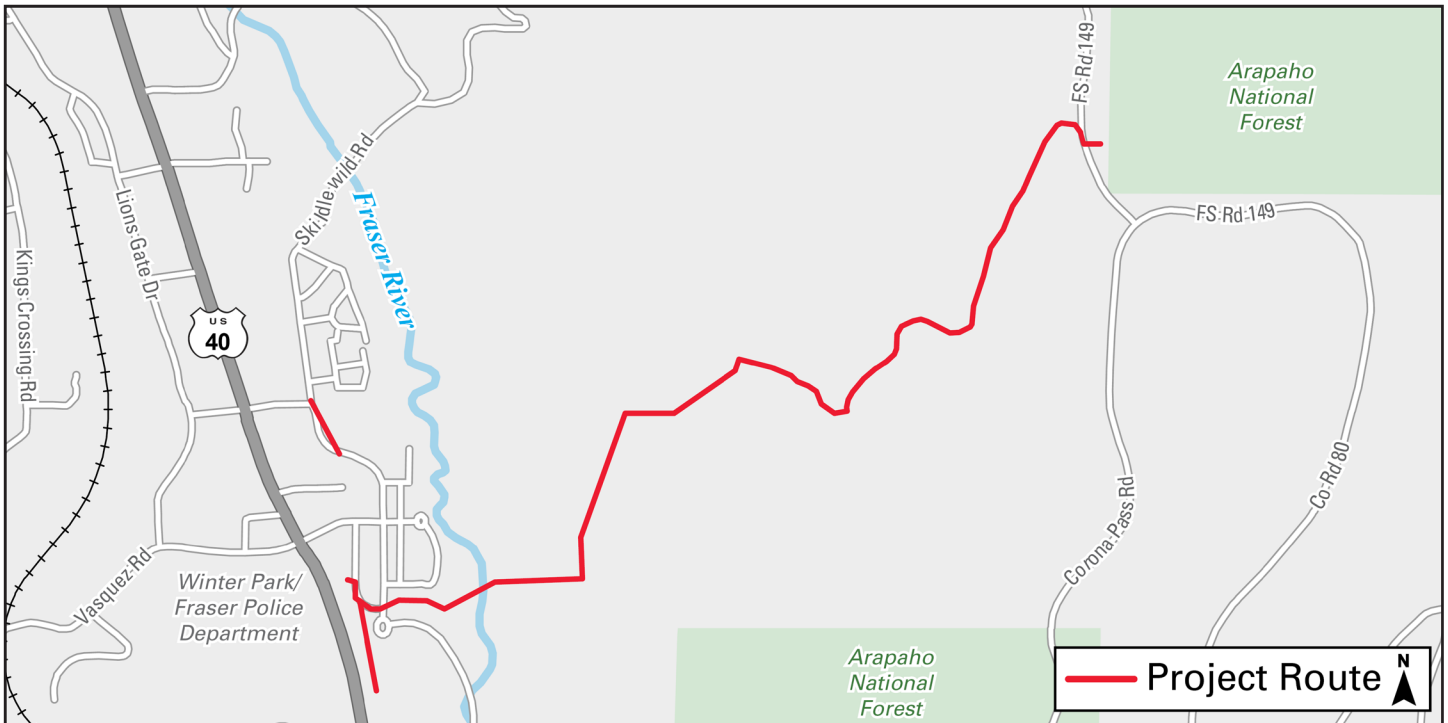 FS Rd 149
Arapaho
National
Forest
Ski Idlewild Rd
Lions Gate Dr
Fraser River
FS Rd 149
Kings Crossing Rd
US
40
Co Rd 80
Corona Pass Rd
Vasquez Rd
Winter Park/
Fraser Police
Department
Arapaho
National
Forest
Project Route
N